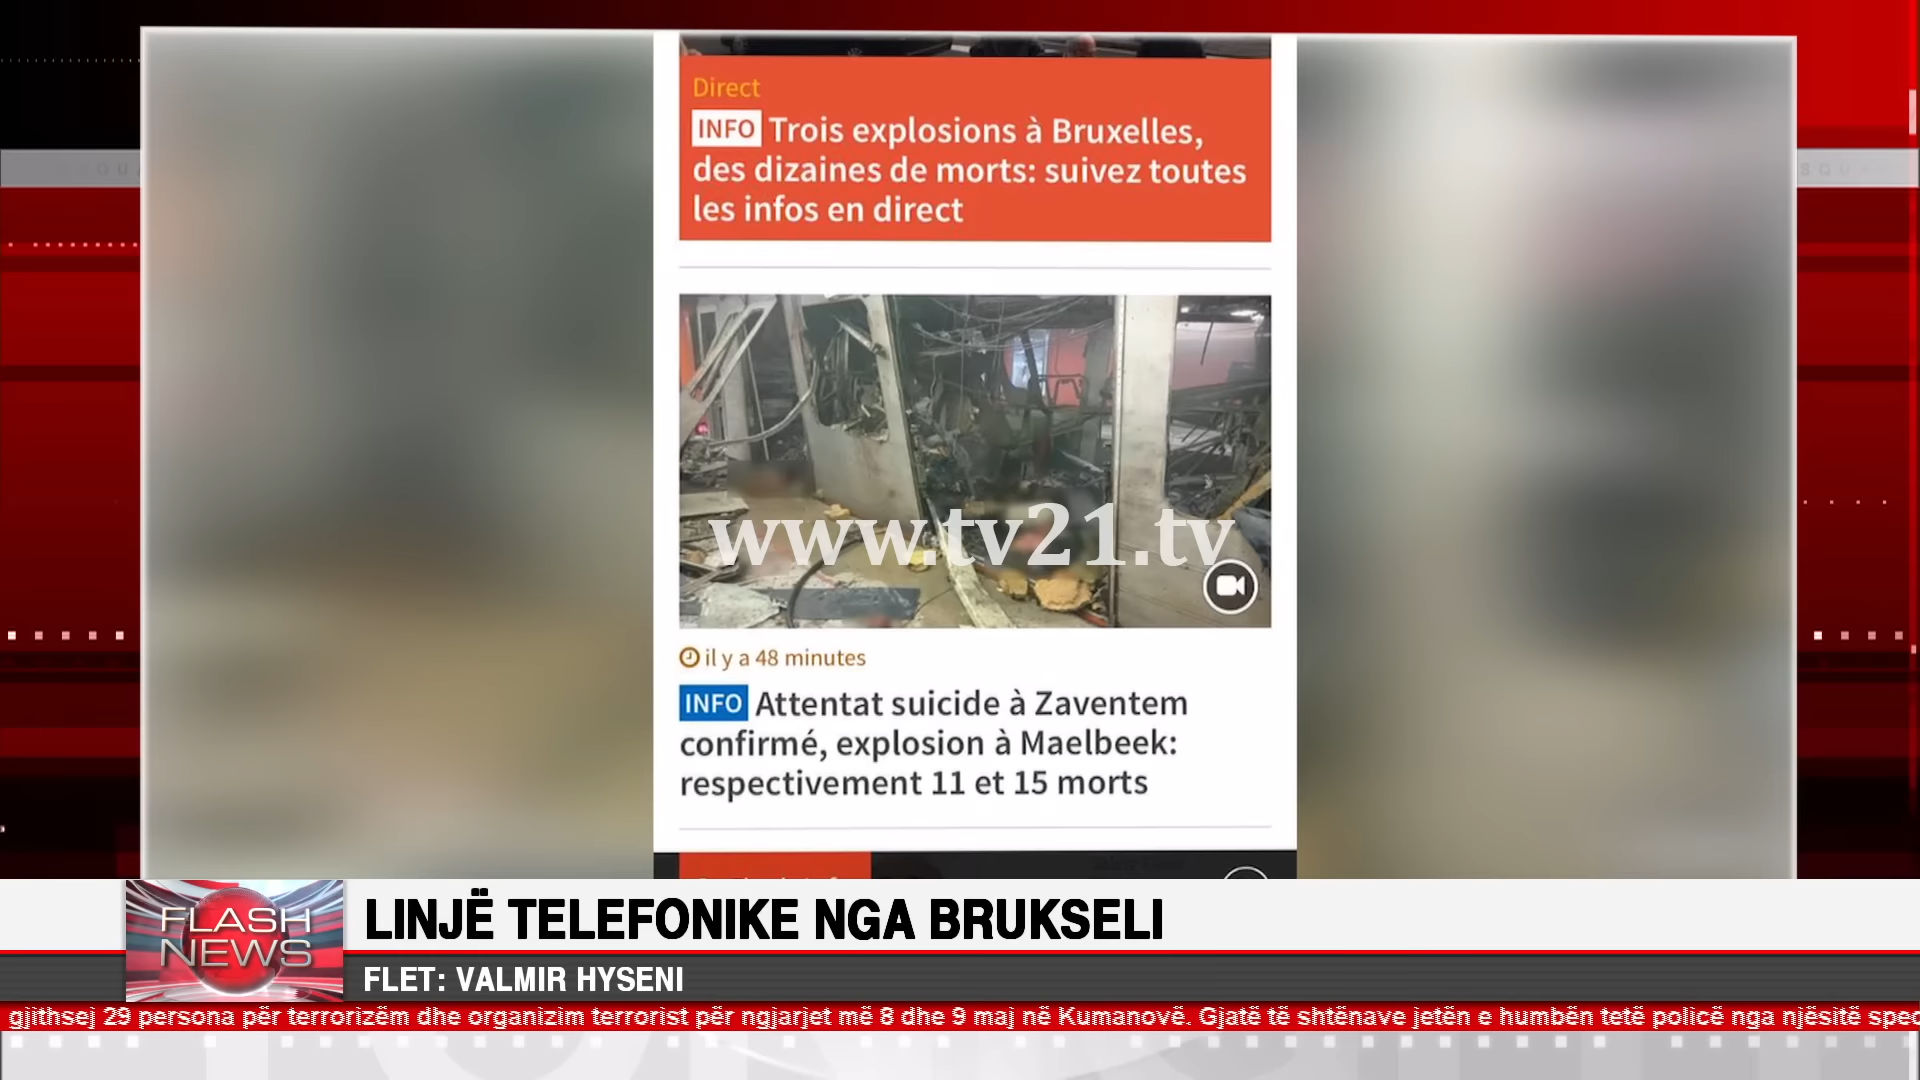 Direct
INFO Trois explosions à Bruxelles,
des dizaines de morts: suivez toutes
les infos en direct
www.tv21.tv
il y a 48 minutes
INFO Attentat suicide à Zaventem
confirmé, explosion à Maelbeek:
respectivement 11 et 15 morts
FLASH
NEWS
LINJË TELEFONIKE NGA BRUKSELI
FLET: VALMIR HYSENI
gjithsej 29 persona për terrorizëm dhe organizim terrorist për ngjarjet më 8 dhe 9 maj në Kumanovë. Gjatë të shtënave jetën e humbën tetë policë nga njësitë spec